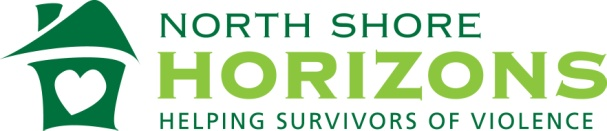 NORTH SHORE
HORIZONS
HELPING SURVIVORS OF VIOLENCE